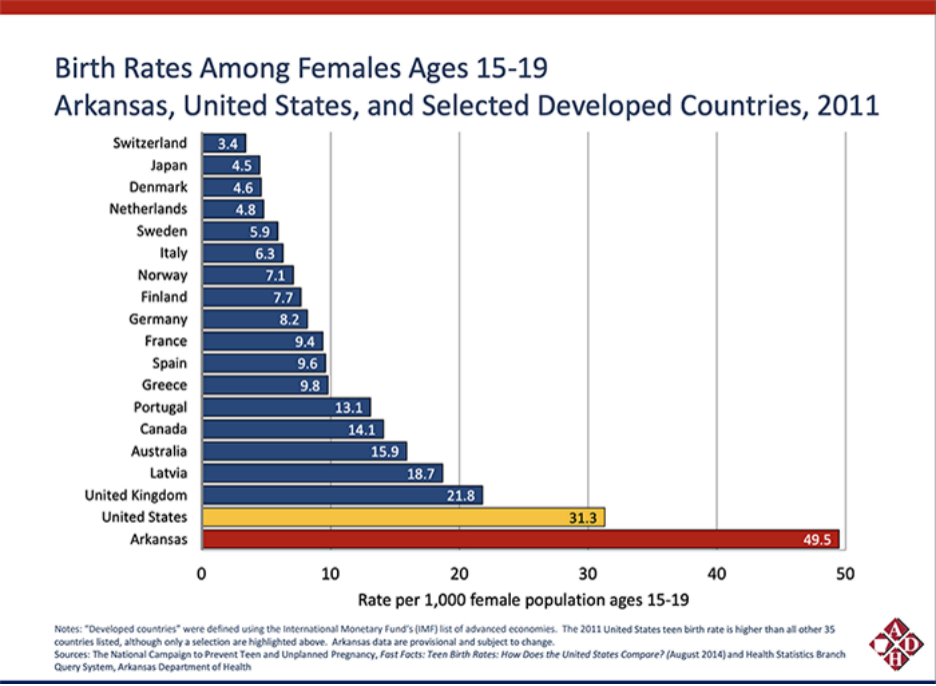 Birth Rates Among Females Ages 15-19
Arkansas, United States, and Selected Developed Countries, 2011
Switzerland 3.4
Japan 4.5
Denmark 4.6
Netherlands 4.8
Sweden 5.9
Italy 6.3
Norway 7.1
Finland 7.7
Germany 8.2
France 9.4
Spain 9.6
Greece 9.8
Portugal 13.1
Canada 14.1
Australia 15.9
Latvia 18.7
United Kingdom 21.8
United States 31.3
Arkansas 49.5
0 10 20 30 40 50
Rate per 1,000 female population ages 15-19
Notes: "Developed countries" were defined using the International Monetary Fund's (IMF) list of advanced economies. The 2011 United States teen birth rate is higher than all other 35
countries listed, although only a selection are highlighted above. Arkansas data are provisional and subject to change.
Sources: The National Campaign to Prevent Teen and Unplanned Pregnancy, Fast Facts: Teen Birth Rates: How Does the United States Compare? (August 2014) and Health Statistics Branch
Query System, Arkansas Department of Health
A
A D
H